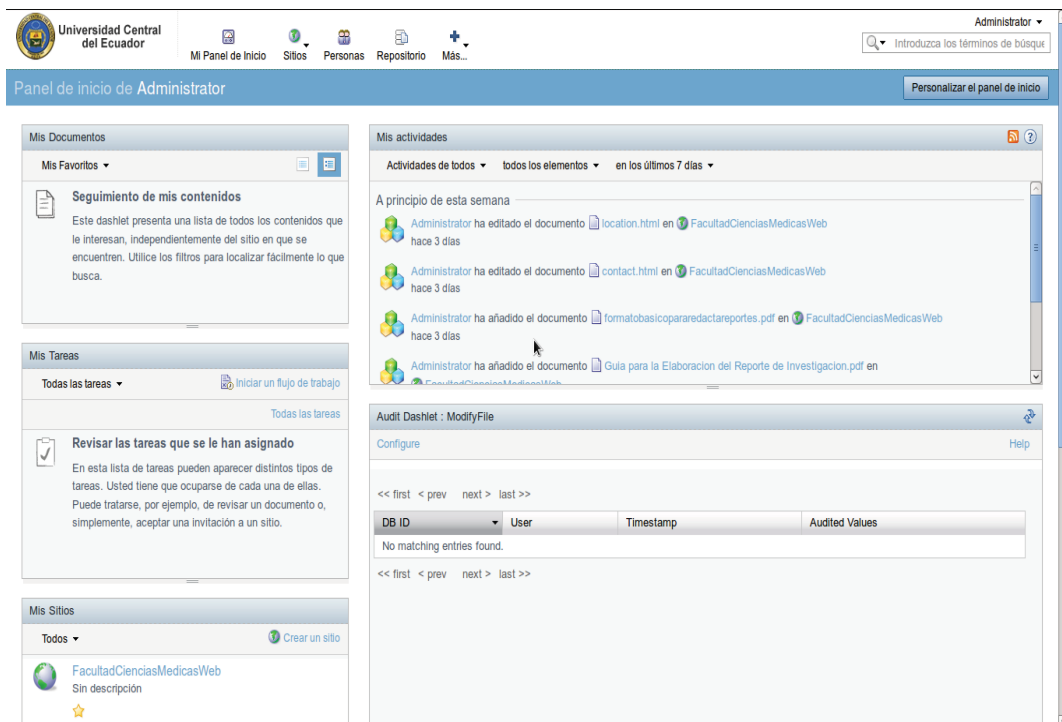 Universidad Central
del Ecuador
Mi Panel de Inicio
Sitios
Personas
Repositorio
Más...
Administrator
Introduzca los términos de búsque
Panel de inicio de Administrator
Personalizar el panel de inicio
Mis Documentos
Mis Favoritos
Seguimiento de mis contenidos
Este dashlet presenta una lista de todos los contenidos que
le interesan, independientemente del sitio en que se
encuentren. Utilice los filtros para localizar fácilmente lo que
busca.
Mis Tareas
Todas las tareas
Iniciar un flujo de trabajo
Todas las tareas
Revisar las tareas que se le han asignado
En esta lista de tareas pueden aparecer distintos tipos de
tareas. Usted tiene que ocuparse de cada una de ellas.
Puede tratarse, por ejemplo, de revisar un documento o,
simplemente, aceptar una invitación a un sitio.
Mis Sitios
Todos
Crear un sitio
FacultadCienciasMedicasWeb
Sin descripción
Mis actividades
Actividades de todos
todos los elementos
en los últimos 7 días
A principio de esta semana
Administrator ha editado el documento location.html en FacultadCienciasMedicasWeb
hace 3 días
Administrator ha editado el documento contact.html en FacultadCienciasMedicasWeb
hace 3 días
Administrator ha añadido el documento formatobasicopararedactareportes.pdf en FacultadCienciasMedicasWeb
hace 3 días
Administrator ha añadido el documento Guia para la Elaboracion del Reporte de Investigacion.pdf en
FacultadCienciasMedicasWeb
Audit Dashlet : ModifyFile
Configure
Help
<< first < prev next > last >>
DB ID User Timestamp Audited Values
No matching entries found.
<< first < prev next > last >>